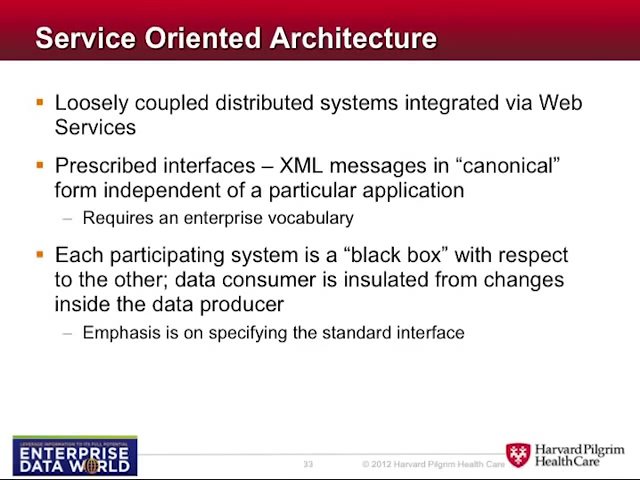 Service Oriented Architecture
Loosely coupled distributed systems integrated via Web
Services
Prescribed interfaces – XML messages in “canonical”
form independent of a particular application
– Requires an enterprise vocabulary
Each participating system is a “black box” with respect
to the other; data consumer is insulated from changes
inside the data producer
– Emphasis is on specifying the standard interface
LEVERAGE INFORMATION TO ITS FULL POTENTIAL
ENTERPRISE
DATA WORLD
33
© 2012 Harvard Pilgrim Health Care
Harvard Pilgrim
HealthCare